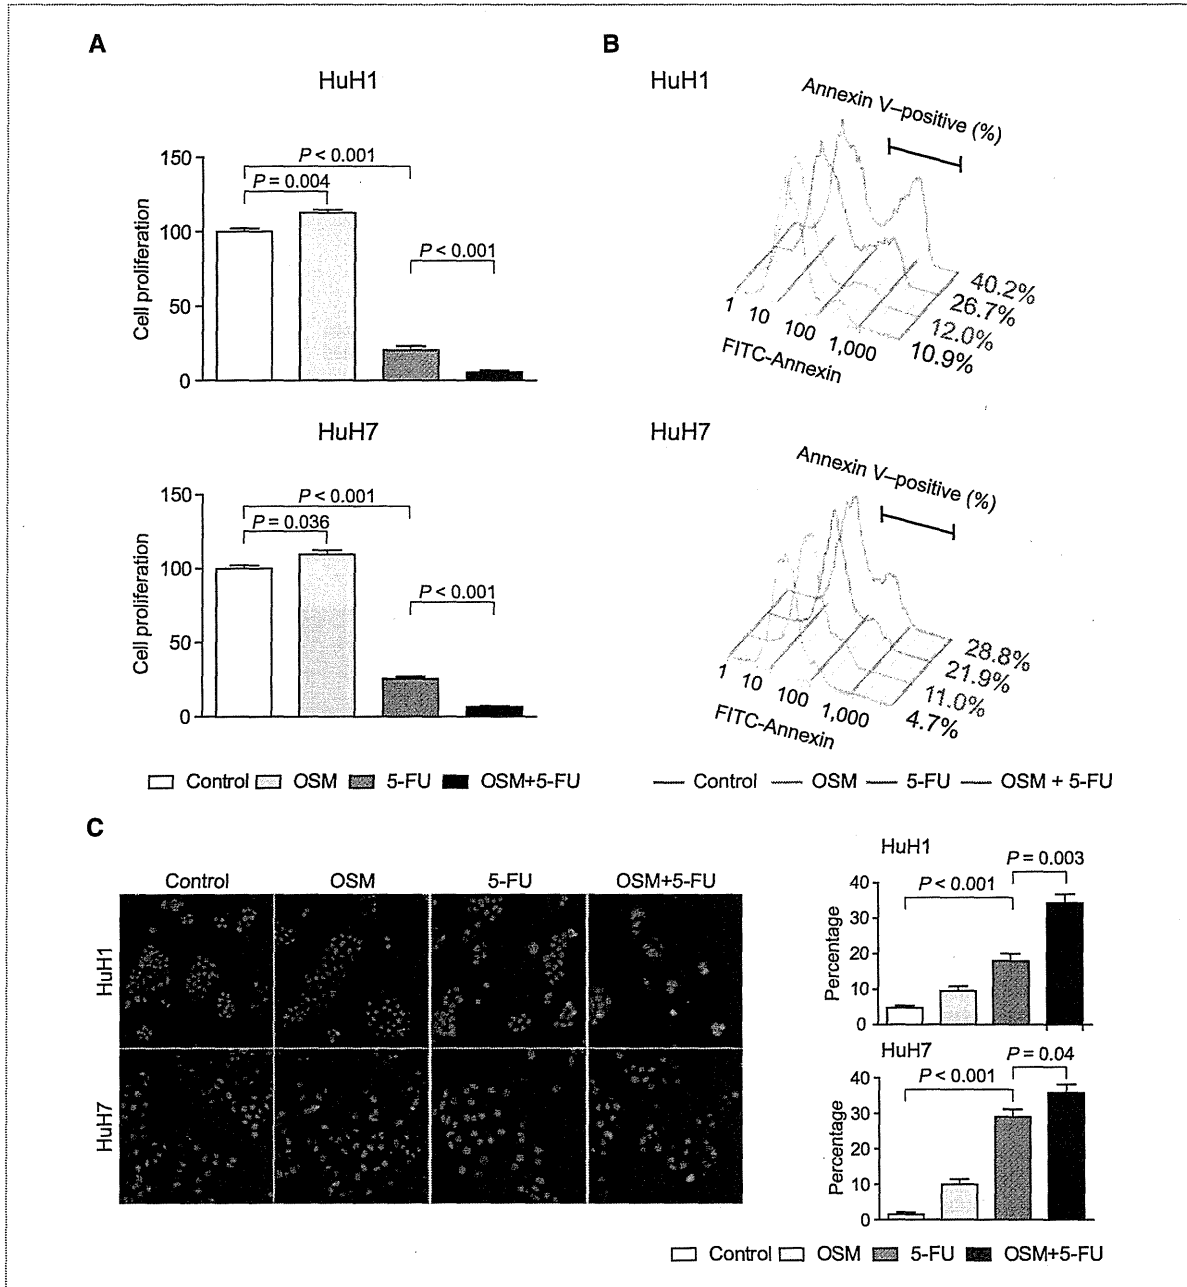 A
HuH1
150
100
50
0
Cell proliferation
P < 0.001
P = 0.004
P < 0.001
HuH7
150
100
50
0
Cell proliferation
P < 0.001
P = 0.036
P < 0.001
Control OSM 5-FU OSM+5-FU
B
HuH1
Annexin V–positive (%)
40.2%
26.7%
12.0%
10.9%
1 10 100 1,000
FITC-Annexin
HuH7
Annexin V–positive (%)
28.8%
21.9%
11.0%
4.7%
1 10 100 1,000
FITC-Annexin
Control OSM 5-FU OSM + 5-FU
C
Control OSM 5-FU OSM+5-FU
HuH1
HuH7
HuH1
P = 0.003
P < 0.001
40
30
20
10
0
Percentage
HuH7
P = 0.04
P < 0.001
40
30
20
10
0
Percentage
Control OSM 5-FU OSM+5-FU